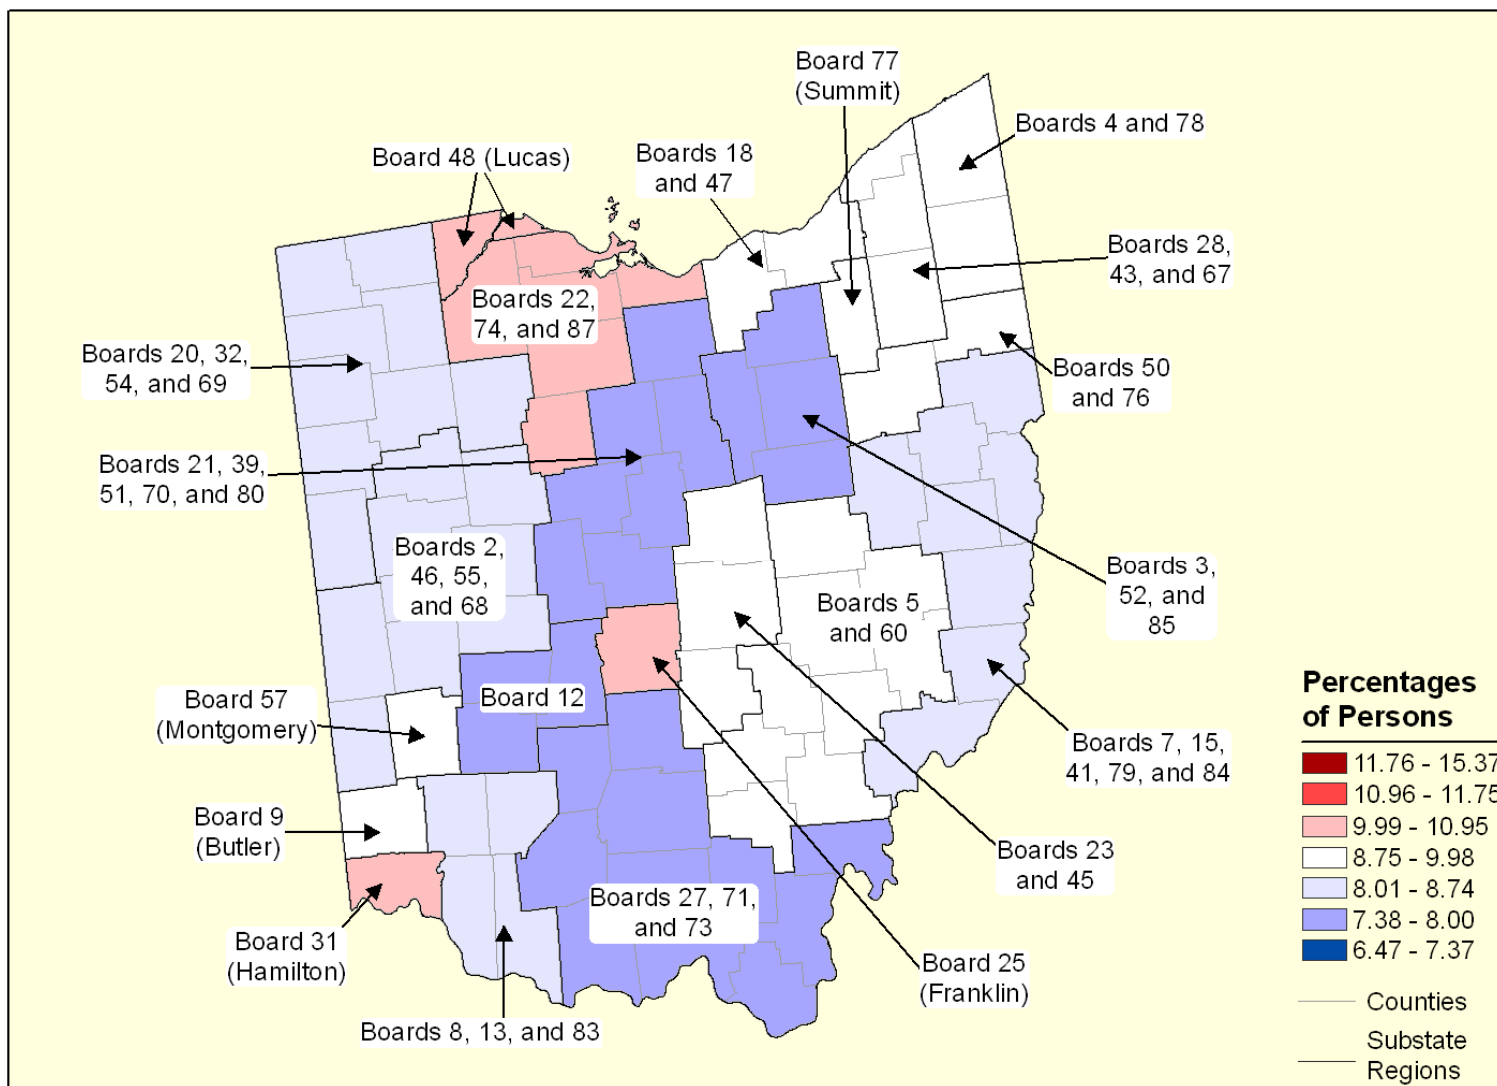 Board 77
(Summit)
Boards 4 and 78
Board 48 (Lucas)
Boards 18
and 47
Boards 28,
43, and 67
Boards 22,
74, and 87
Boards 20, 32,
54, and 69
Boards 50
and 76
Boards 21, 39,
51, 70, and 80
Boards 2,
46, 55,
and 68
Boards 3,
52, and
85
Boards 5
and 60
Board 57
(Montgomery)
Board 12
Boards 7, 15,
41, 79, and 84
Board 9
(Butler)
Boards 23
and 45
Boards 27, 71,
and 73
Board 31
(Hamilton)
Board 25
(Franklin)
Boards 8, 13, and 83
Percentages
of Persons
11.76 - 15.37
10.96 - 11.75
9.99 - 10.95
8.75 - 9.98
8.01 - 8.74
7.38 - 8.00
6.47 - 7.37
Counties
Substate
Regions